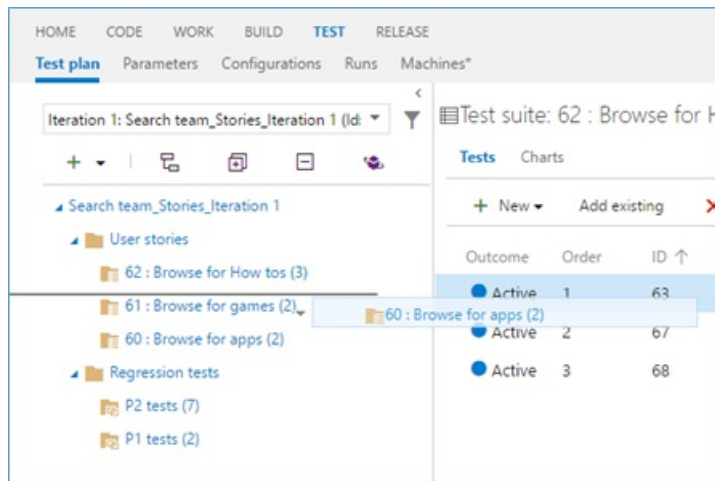 HOME CODE WORK BUILD TEST RELEASE
Test plan Parameters Configurations Runs Machines*
Iteration 1: Search team_Stories_Iteration 1 (Id:
Test suite: 62 : Browse for H
Tests Charts
+ New Add existing
Search team_Stories_Iteration 1
User stories
62 : Browse for How tos (3)
61 : Browse for games (2)
60 : Browse for apps (2)
Regression tests
P2 tests (7)
P1 tests (2)
Outcome Order ID ↑
Active 1 63
60 : Browse for apps (2)
Active 2 67
Active 3 68